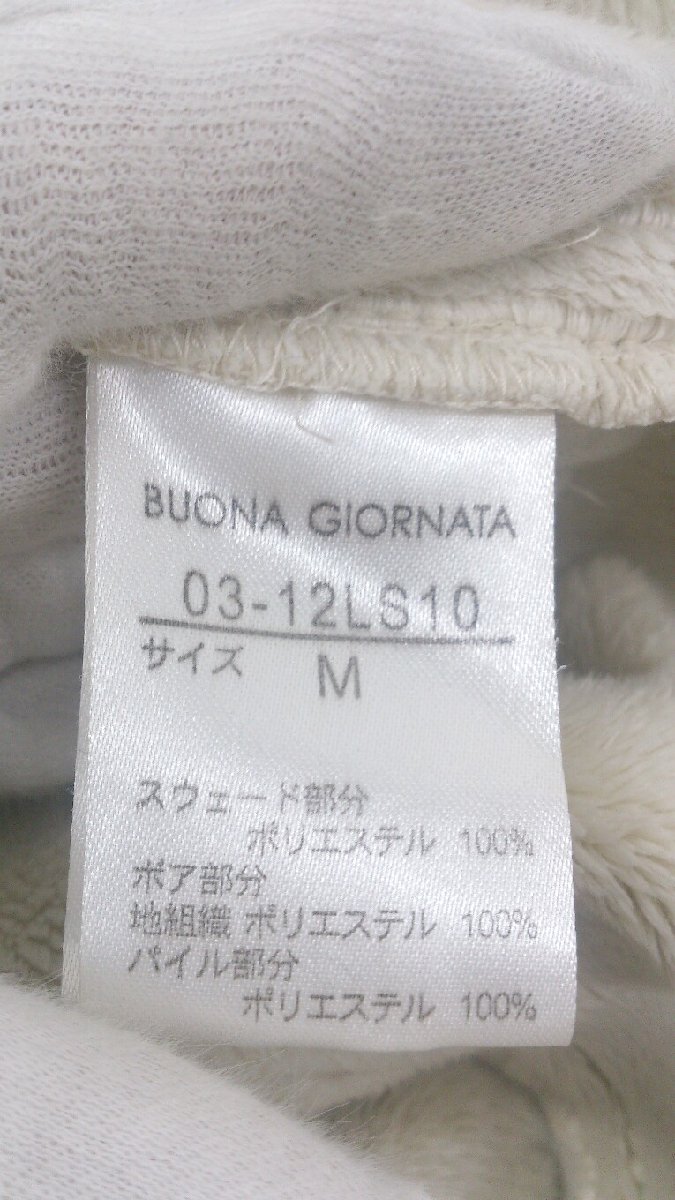 BUONA GIORNATA
03-12LS10
サイズ M
スウェード部分
ポリエステル 100%
ボア部分
地組織 ポリエステル 100%
パイル部分
ポリエステル 100%